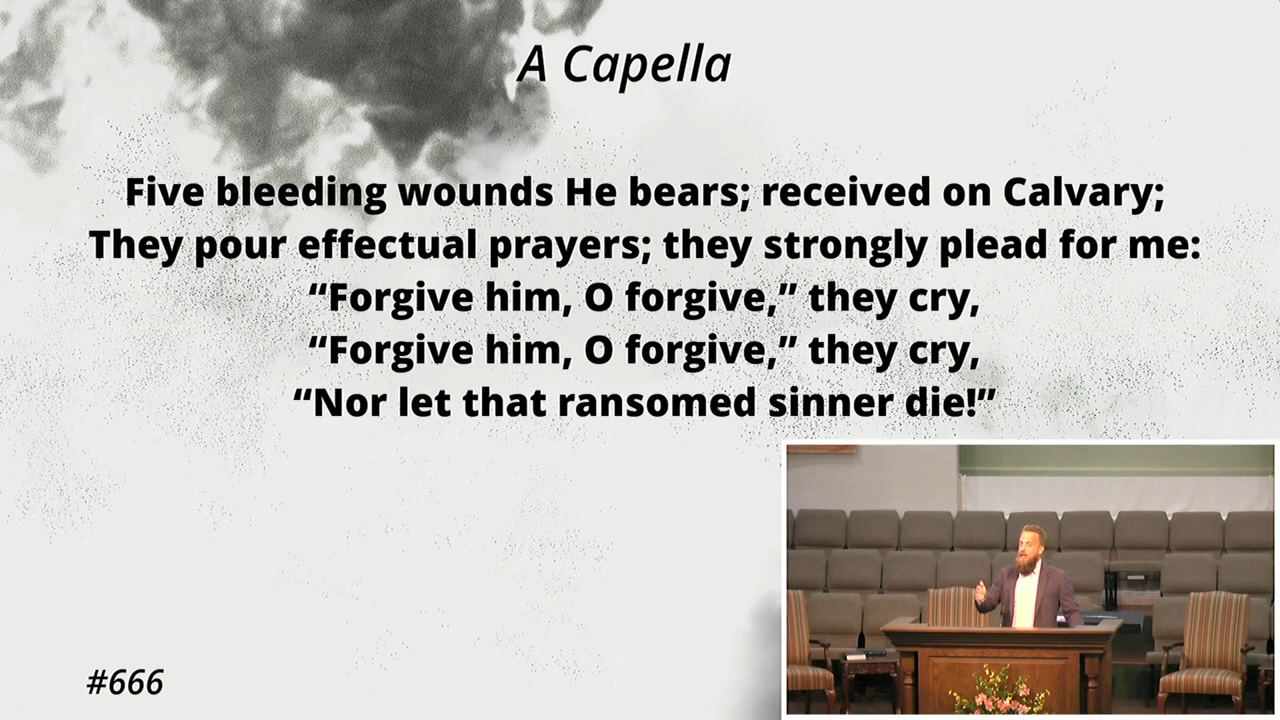 A Capella
Five bleeding wounds He bears; received on Calvary;
They pour effectual prayers; they strongly plead for me:
“Forgive him, O forgive,” they cry,
“Forgive him, O forgive,” they cry,
“Nor let that ransomed sinner die!”
#666